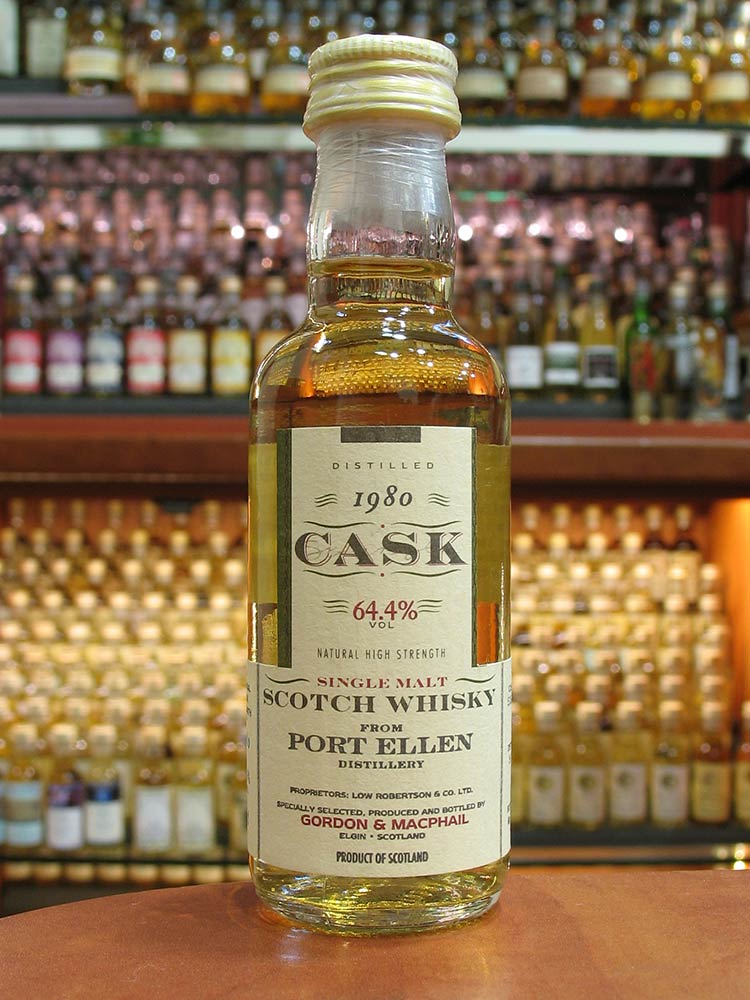 DISTILLED
1980
CASK
64.4%
VOL
NATURAL HIGH STRENGTH
SINGLE MALT
SCOTCH WHISKY
FROM
PORT ELLEN
DISTILLERY
PROPRIETORS: LOW ROBERTSON & CO. LTD.
SPECIALLY SELECTED, PRODUCED AND BOTTLED BY
GORDON & MACPHAIL
ELGIN • SCOTLAND
PRODUCT OF SCOTLAND